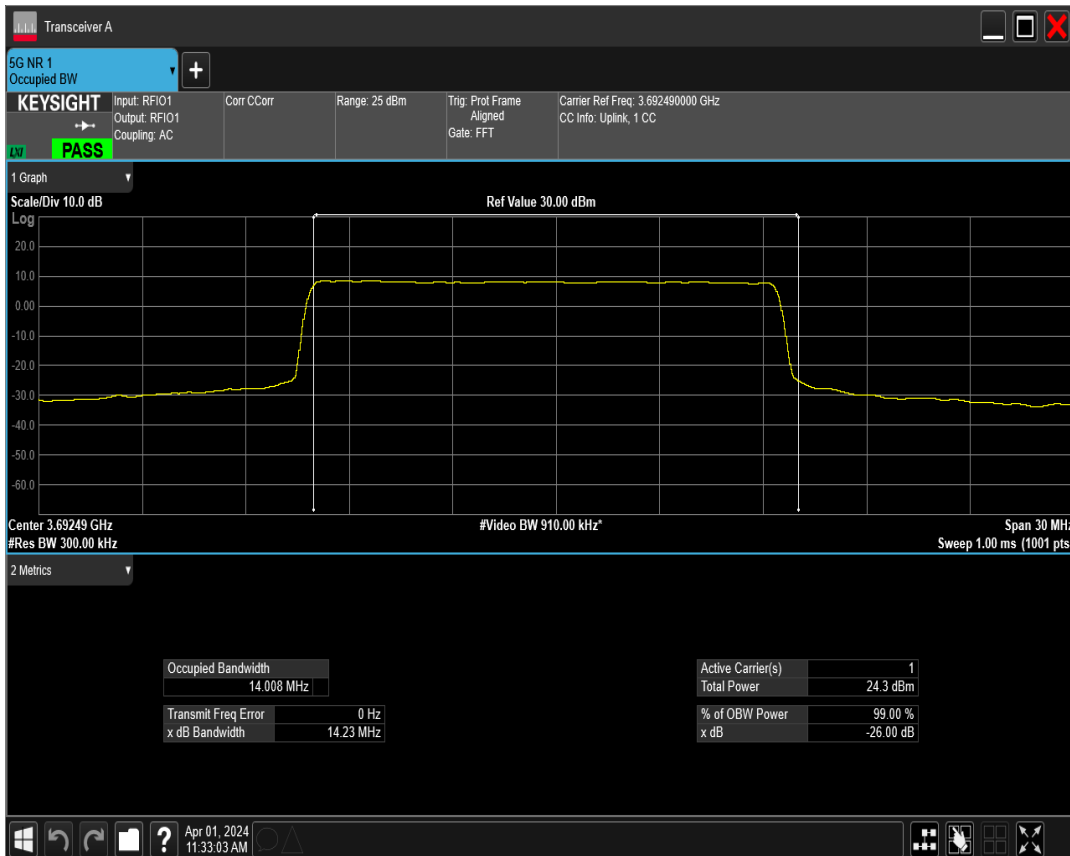 Transceiver A
5G NR 1
Occupied BW
KEYSIGHT
LXI
PASS
Input: RFIO1
Output: RFIO1
Coupling: AC
Corr CCorr
Range: 25 dBm
Trig: Prot Frame
Aligned
Gate: FFT
Carrier Ref Freq: 3.692490000 GHz
CC Info: Uplink, 1 CC
1 Graph
Scale/Div 10.0 dB
Ref Value 30.00 dBm
Log
20.0
10.0
0.00
-10.0
-20.0
-30.0
-40.0
-50.0
-60.0
Center 3.69249 GHz
#Video BW 910.00 kHz*
Span 30 MHz
#Res BW 300.00 kHz
Sweep 1.00 ms (1001 pts
2 Metrics
Occupied Bandwidth
14.008 MHz
Transmit Freq Error 0 Hz
x dB Bandwidth 14.23 MHz
Active Carrier(s) 1
Total Power 24.3 dBm
% of OBW Power 99.00 %
x dB -26.00 dB
?
Apr 01, 2024
11:33:03 AM